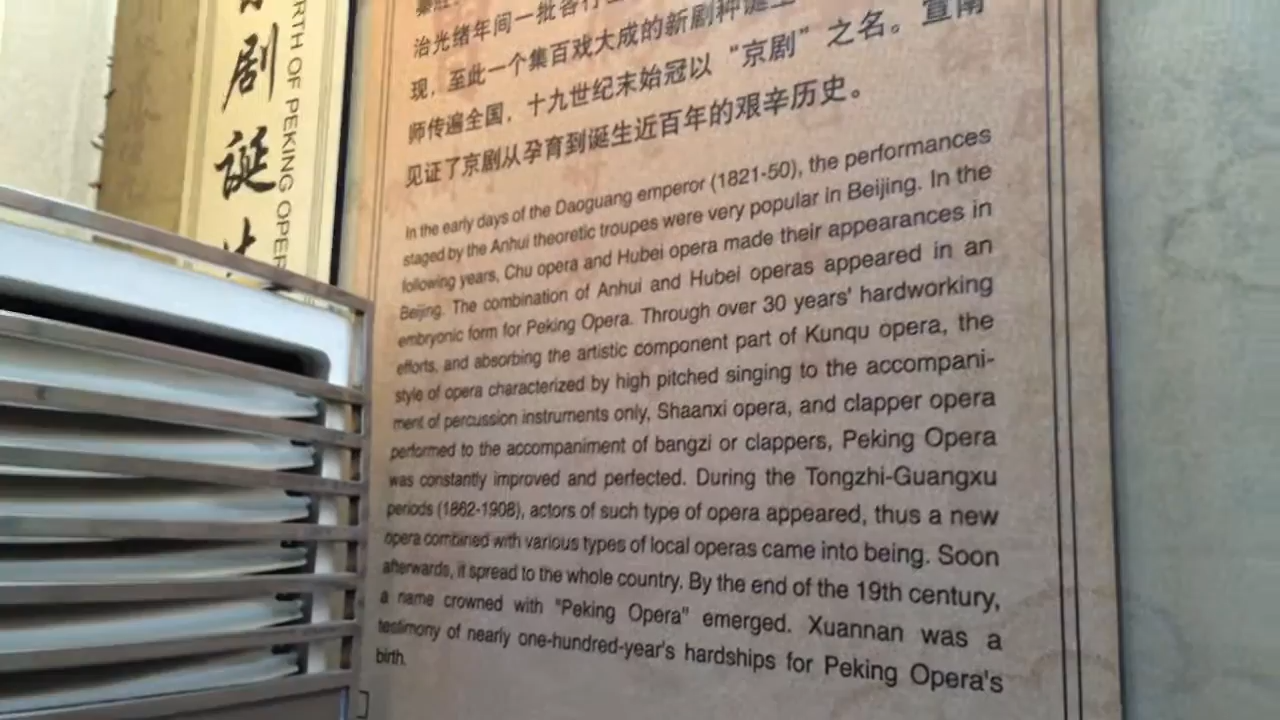 剧诞
RTH OF PEKING OPER
治光绪年间一批各行
现，至此一个集百戏大成的新剧种诞生
师传遍全国，十九世纪末始冠以“京剧”之名。宣南
见证了京剧从孕育到诞生近百年的艰辛历史。
In the early days of the Daoguang emperor (1821-50), the performances
staged by the Anhui theoretic troupes were very popular in Beijing. In the
following years, Chu opera and Hubei opera made their appearances in
Beijing. The combination of Anhui and Hubei operas appeared in an
embryonic form for Peking Opera. Through over 30 years' hardworking
efforts, and absorbing the artistic component part of Kunqu opera, the
style of opera characterized by high pitched singing to the accompani-
ment of percussion instruments only, Shaanxi opera, and clapper opera
performed to the accompaniment of bangzi or clappers, Peking Opera
was constantly improved and perfected. During the Tongzhi-Guangxu
periods (1862-1908), actors of such type of opera appeared, thus a new
opera combined with various types of local operas came into being. Soon
afterwards, it spread to the whole country. By the end of the 19th century,
a name crowned with "Peking Opera" emerged. Xuannan was a
testimony of nearly one-hundred-year's hardships for Peking Opera's
birth.